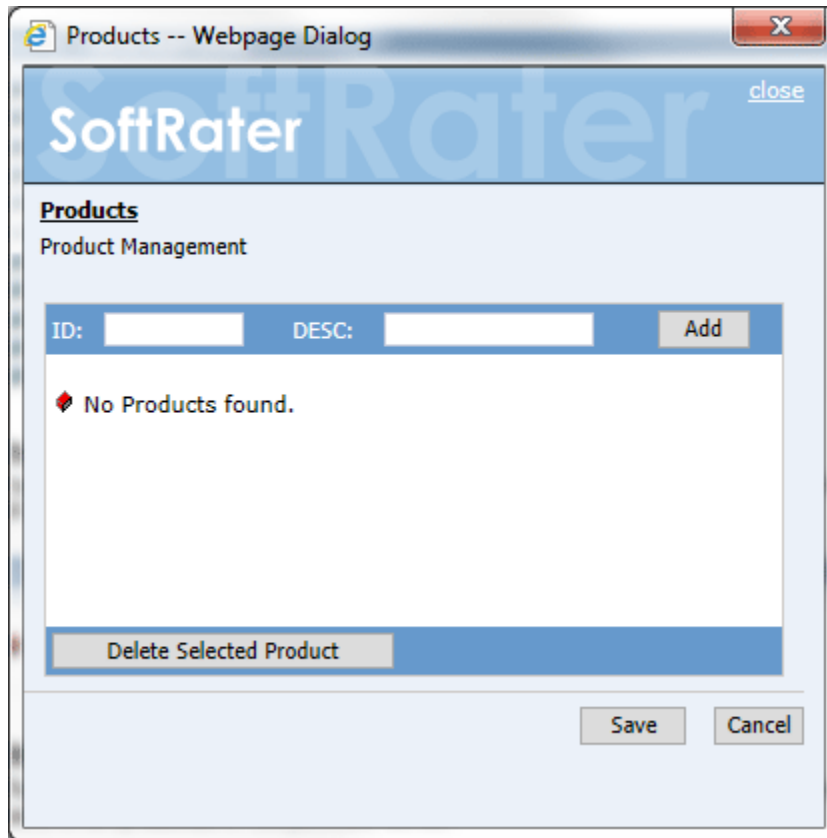 Products -- Webpage Dialog
close
SoftRater
SoftRater
Products
Product Management
ID: DESC: Add
No Products found.
Delete Selected Product
Save Cancel